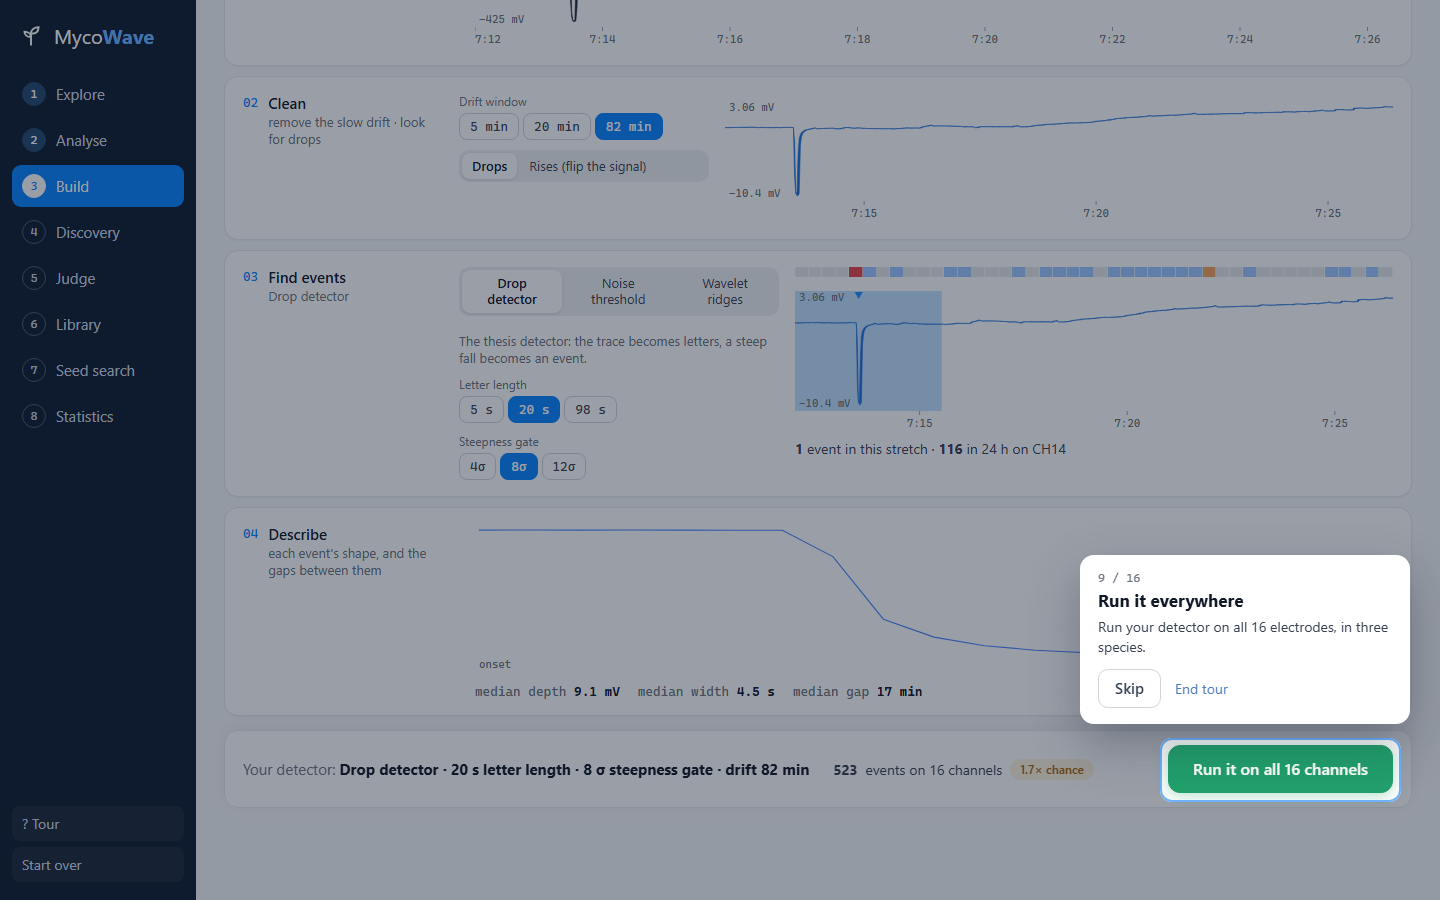 MycoWave
1 Explore
2 Analyse
3 Build
4 Discovery
5 Judge
6 Library
7 Seed search
8 Statistics
? Tour
Start over
−425 mV
7:12 7:14 7:16 7:18 7:20 7:22 7:24 7:26
02 Clean
remove the slow drift · look
for drops
Drift window
5 min 20 min 82 min
Drops Rises (flip the signal)
3.06 mV
−10.4 mV
7:15 7:20 7:25
03 Find events
Drop detector
Drop
detector
Noise
threshold
Wavelet
ridges
The thesis detector: the trace becomes letters, a steep
fall becomes an event.
Letter length
5 s 20 s 98 s
Steepness gate
4σ 8σ 12σ
3.06 mV
−10.4 mV
7:15 7:20 7:25
1 event in this stretch · 116 in 24 h on CH14
04 Describe
each event's shape, and the
gaps between them
onset
median depth 9.1 mV median width 4.5 s median gap 17 min
9 / 16
Run it everywhere
Run your detector on all 16 electrodes, in three
species.
Skip End tour
Your detector: Drop detector · 20 s letter length · 8 σ steepness gate · drift 82 min 523 events on 16 channels 1.7× chance
Run it on all 16 channels